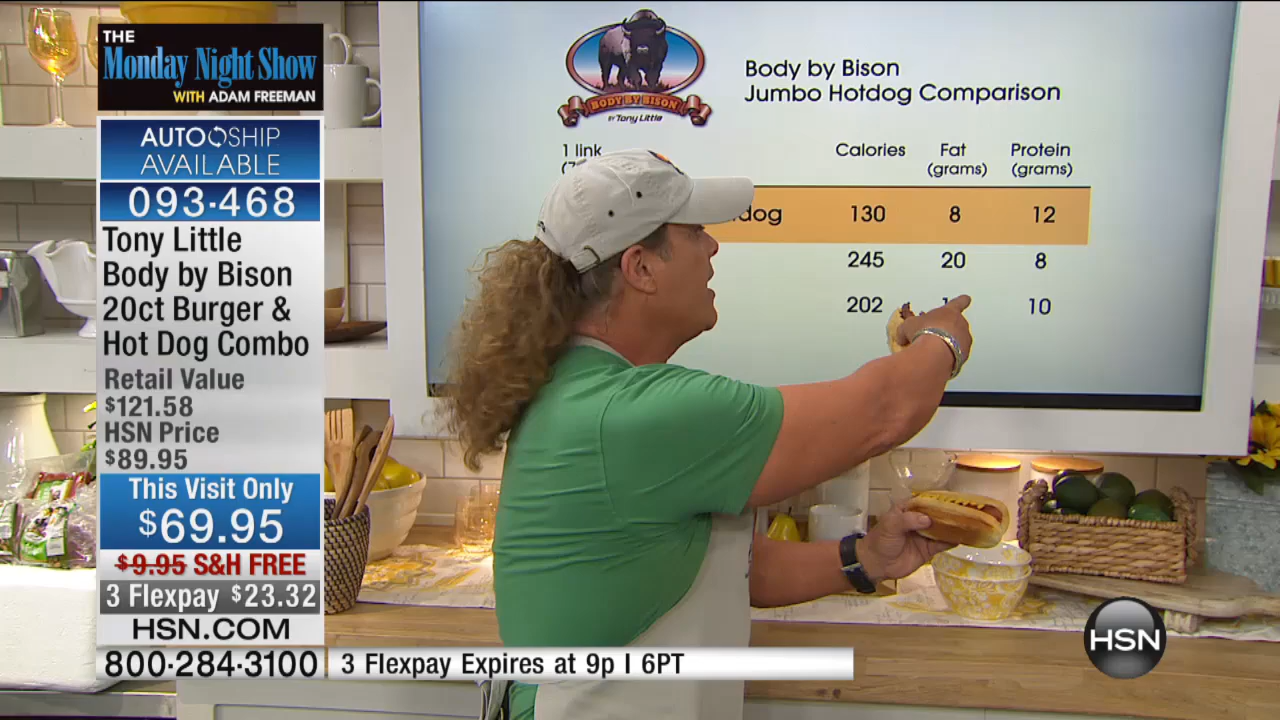 THE
Monday Night Show
WITH ADAM FREEMAN
AUTO SHIP
AVAILABLE
093-468
Tony Little
Body by Bison
20ct Burger &
Hot Dog Combo
Retail Value
$121.58
HSN Price
$89.95
This Visit Only
$69.95
$9.95 S&H FREE
3 Flexpay $23.32
HSN.COM
800-284-3100
3 Flexpay Expires at 9p | 6PT
BODY BY BISON
BY Tony Little
Body by Bison
Jumbo Hotdog Comparison
1 link
Calories Fat Protein
(grams) (grams)
130 8 12
245 20 8
202 10
HSN